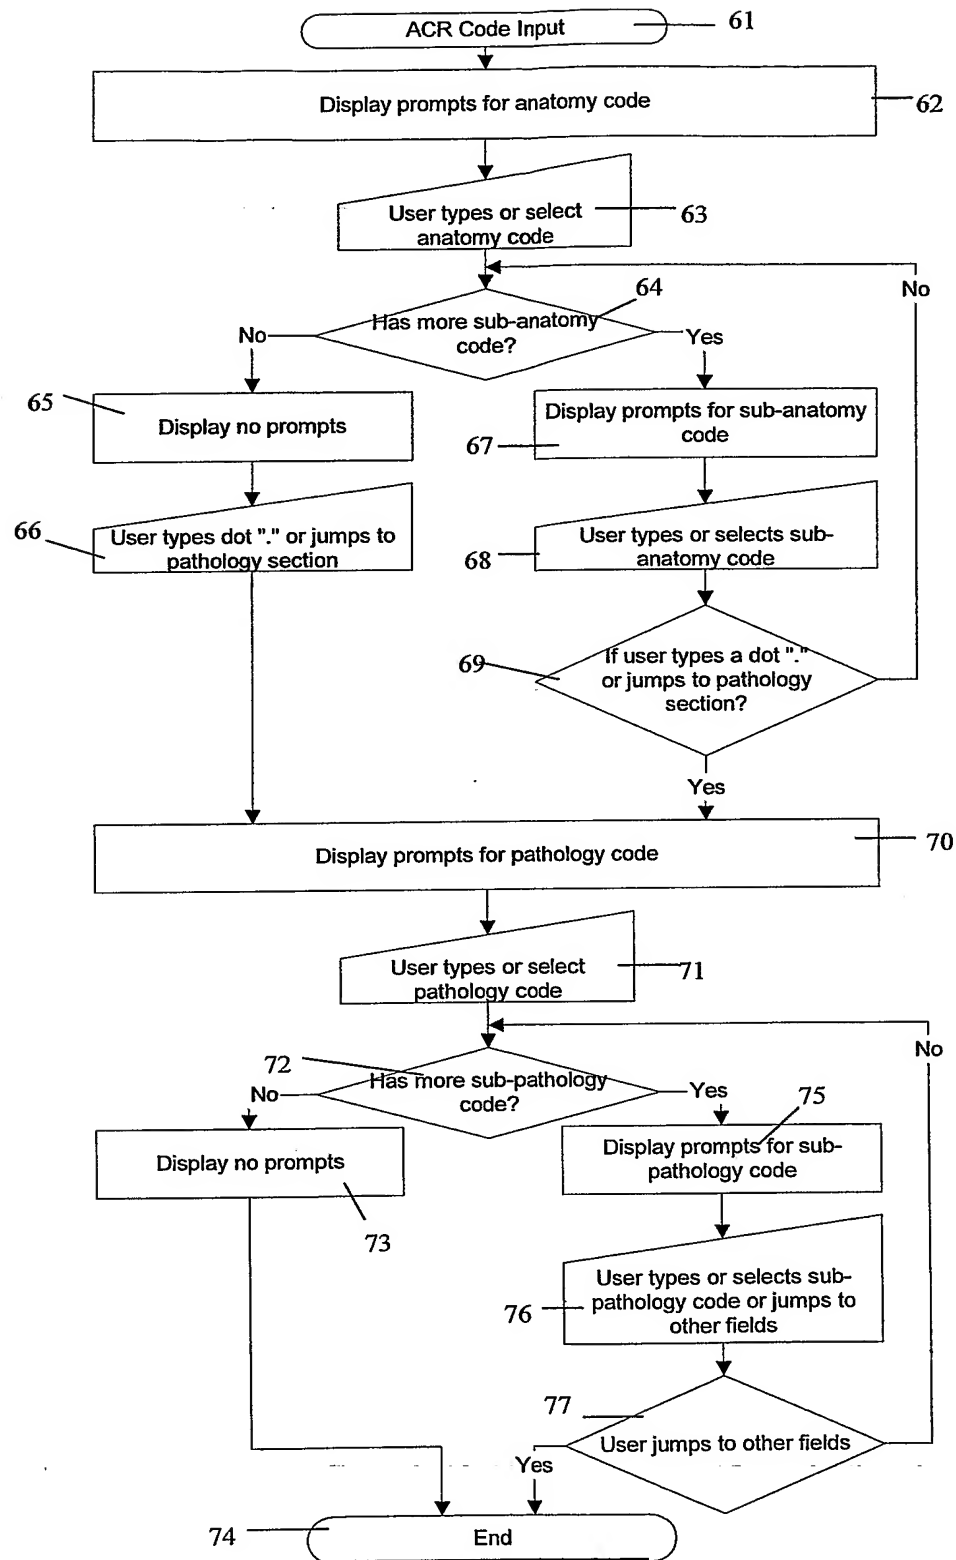 ACR Code Input
61
Display prompts for anatomy code
62
User types or select
anatomy code
63
No
64
Has more sub-anatomy
code?
No
Yes
65
Display no prompts
Display prompts for sub-anatomy
code
67
66
User types dot "." or jumps to
pathology section
User types or selects sub-
anatomy code
68
69
If user types a dot "."
or jumps to pathology
section?
Yes
Display prompts for pathology code
70
User types or select
pathology code
71
No
72
Has more sub-pathology
code?
No
Yes
75
Display no prompts
73
Display prompts for sub-
pathology code
User types or selects sub-
pathology code or jumps to
other fields
76
77
User jumps to other fields
Yes
74
End